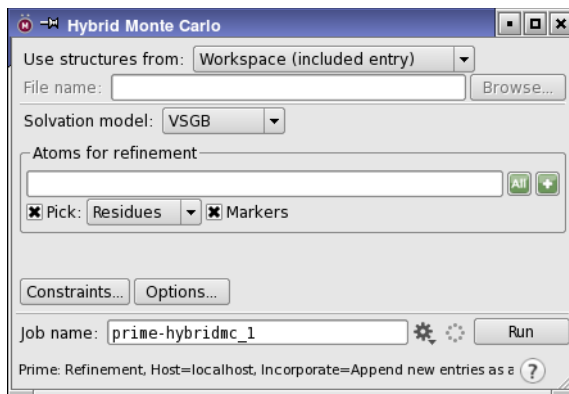 Hybrid Monte Carlo
Use structures from: Workspace (included entry)
File name: Browse...
Solvation model: VSGB
Atoms for refinement
All
Pick: Residues Markers
Constraints... Options...
Job name: prime-hybridmc_1 Run
Prime: Refinement, Host=localhost, Incorporate=Append new entries as a ?